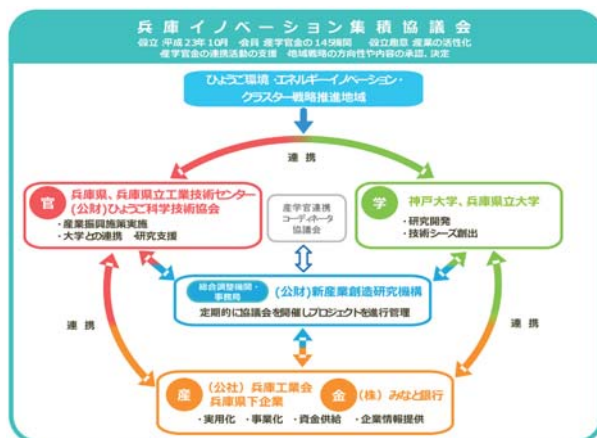 兵庫イノベーション集積協議会
・設立:平成23年10月 ・会員:産学官金の145機関 ・設立趣意:産業の活性化
・産学官金の連携活動の支援 ・地域戦略の方向性や内容の承認、決定
ひょうご環境・エネルギーイノベーション・
クラスター戦略推進地域
連 携
官
兵庫県、兵庫県立工業技術センター
(公財)ひょうご科学技術協会
・産業振興施策実施
・大学との連携 ・研究支援
産学官連携
コーディネータ
協議会
学
神戸大学、兵庫県立大学
・研究開発
・技術シーズ創出
総合調整機関・
事務局
(公財)新産業創造研究機構
定期的に協議会を開催しプロジェクトを進行管理
連 携
連 携
産
(公社)兵庫工業会
兵庫県下企業
金
(株)みなと銀行
・実用化 ・事業化 ・資金供給 ・企業情報提供